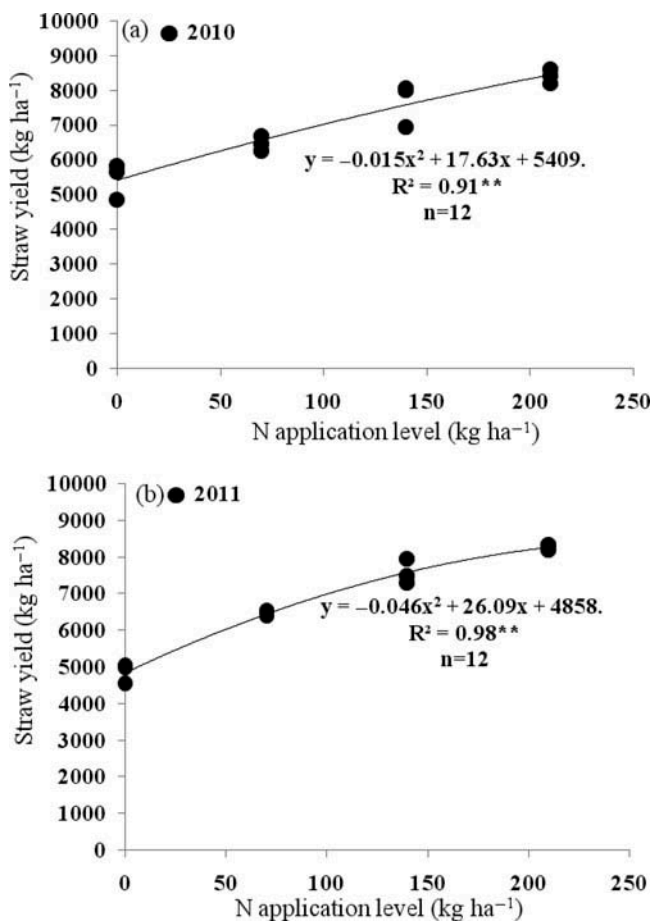 (a) 2010
10000
9000
8000
7000
6000
5000
4000
3000
2000
1000
0
Straw yield (kg ha⁻¹)
y = –0.015x² + 17.63x + 5409.
R² = 0.91**
n=12
0 50 100 150 200 250
N application level (kg ha⁻¹)
(b) 2011
10000
9000
8000
7000
6000
5000
4000
3000
2000
1000
0
Straw yield (kg ha⁻¹)
y = –0.046x² + 26.09x + 4858.
R² = 0.98**
n=12
0 50 100 150 200 250
N application level (kg ha⁻¹)